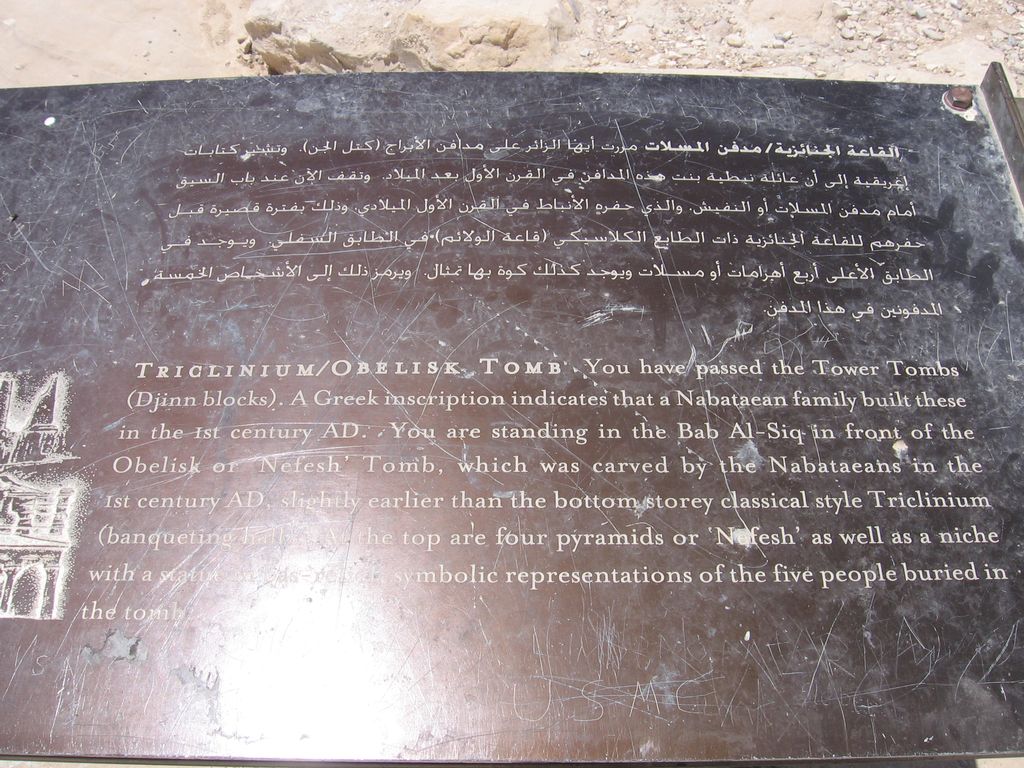 القاعة الجنائزية/مدفن المسلات مررت أيها الزائر على مدافن الأبراج (كتل الجن). وتشير كتابات
إغريقية إلى أن عائلة نبطية بنت هذه المدافن في القرن الأول بعد الميلاد. وتقف الآن عند باب السيق
أمام مدفن المسلات أو النفيش، والذي حفره الأنباط في القرن الأول الميلادي، وذلك بفترة قصيرة قبل
حفرهم للقاعة الجنائزية ذات الطابع الكلاسيكي (قاعة الولائم) في الطابق السفلي. ويوجد في
الطابق الأعلى أربع أهرامات أو مسلات ويوجد كذلك كوة بها تمثال. ويرمز ذلك إلى الأشخاص الخمسة
المدفونين في هذا المدفن.
TRICLINIUM/OBELISK TOMB. You have passed the Tower Tombs
(Djinn blocks). A Greek inscription indicates that a Nabataean family built these
in the 1st century AD. You are standing in the Bab Al-Siq in front of the
Obelisk or 'Nefesh' Tomb, which was carved by the Nabataeans in the
1st century AD, slightly earlier than the bottom storey classical style Triclinium
(banqueting hall). At the top are four pyramids or 'Nefesh' as well as a niche
with a symbolic representations of the five people buried in
the tomb
VS
USMC